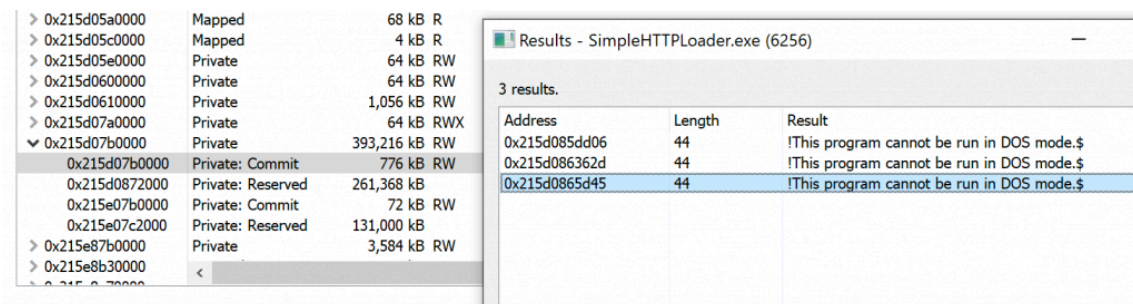 0x215d05a0000 Mapped 68 kB R
0x215d05c0000 Mapped 4 kB R
0x215d05e0000 Private 64 kB RW
0x215d0600000 Private 64 kB RW
0x215d0610000 Private 1,056 kB RW
0x215d07a0000 Private 64 kB RWX
0x215d07b0000 Private 393,216 kB RW
0x215d07b0000 Private: Commit 776 kB RW
0x215d0872000 Private: Reserved 261,368 kB
0x215e07b0000 Private: Commit 72 kB RW
0x215e07c2000 Private: Reserved 131,000 kB
0x215e87b0000 Private 3,584 kB RW
0x215e8b30000
Results - SimpleHTTPLoader.exe (6256)
3 results.
Address Length Result
0x215d085dd06 44 !This program cannot be run in DOS mode.$
0x215d086362d 44 !This program cannot be run in DOS mode.$
0x215d0865d45 44 !This program cannot be run in DOS mode.$